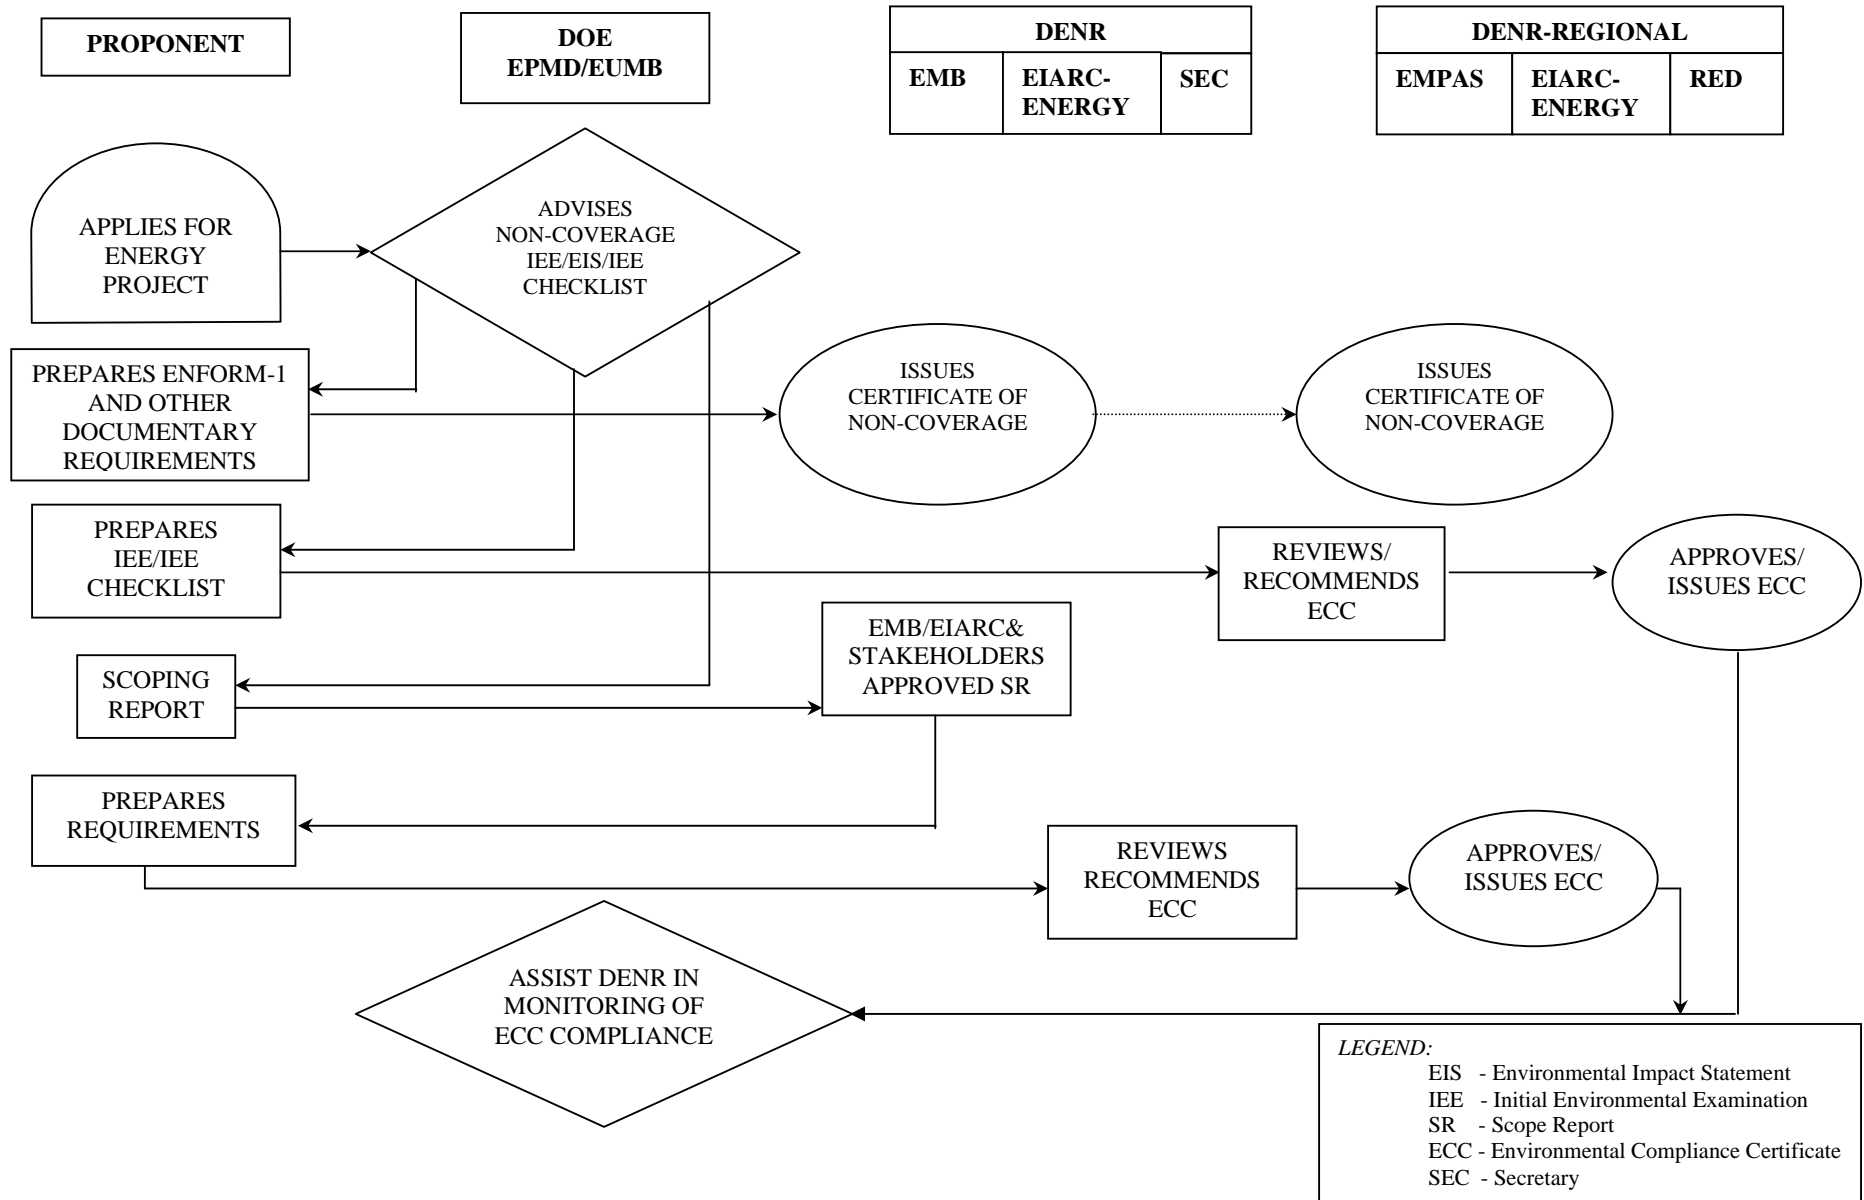 PROPONENT
DOE
EPMD/EUMB
DENR
EMB
EIARC-
ENERGY
SEC
DENR-REGIONAL
EMPAS
EIARC-
ENERGY
RED
APPLIES FOR
ENERGY
PROJECT
ADVISES
NON-COVERAGE
IEE/EIS/IEE
CHECKLIST
PREPARES ENFORM-1
AND OTHER
DOCUMENTARY
REQUIREMENTS
ISSUES
CERTIFICATE OF
NON-COVERAGE
ISSUES
CERTIFICATE OF
NON-COVERAGE
PREPARES
IEE/IEE
CHECKLIST
REVIEWS/
RECOMMENDS
ECC
APPROVES/
ISSUES ECC
SCOPING
REPORT
EMB/EIARC&
STAKEHOLDERS
APPROVED SR
PREPARES
REQUIREMENTS
REVIEWS
RECOMMENDS
ECC
APPROVES/
ISSUES ECC
ASSIST DENR IN
MONITORING OF
ECC COMPLIANCE
LEGEND:
EIS - Environmental Impact Statement
IEE - Initial Environmental Examination
SR - Scope Report
ECC - Environmental Compliance Certificate
SEC - Secretary